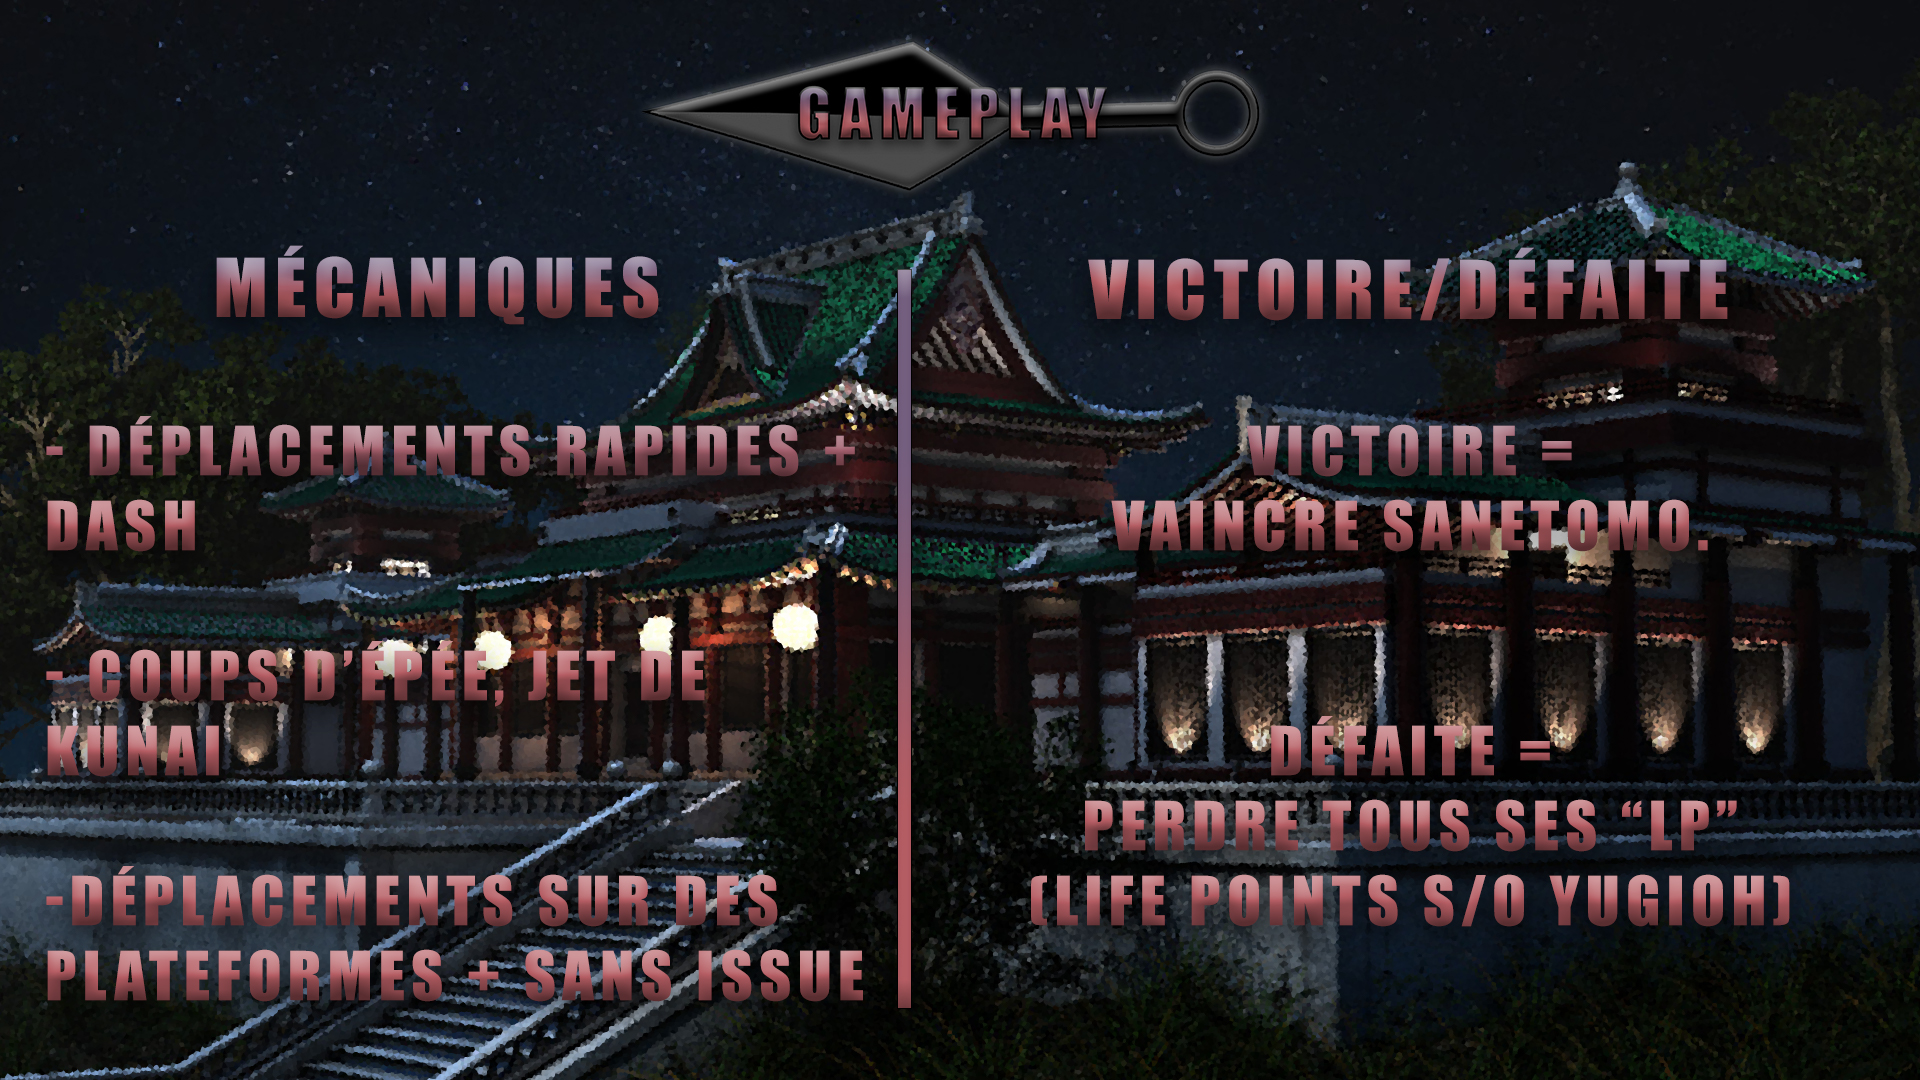 GAMEPLAY
MÉCANIQUES
- DÉPLACEMENTS RAPIDES +
DASH
- COUPS D’ÉPÉE, JET DE
KUNAI
-DÉPLACEMENTS SUR DES
PLATEFORMES + SANS ISSUE
VICTOIRE/DÉFAITE
VICTOIRE =
VAINCRE SANETOMO.
DÉFAITE =
PERDRE TOUS SES “LP”
(LIFE POINTS S/O YUGIOH)